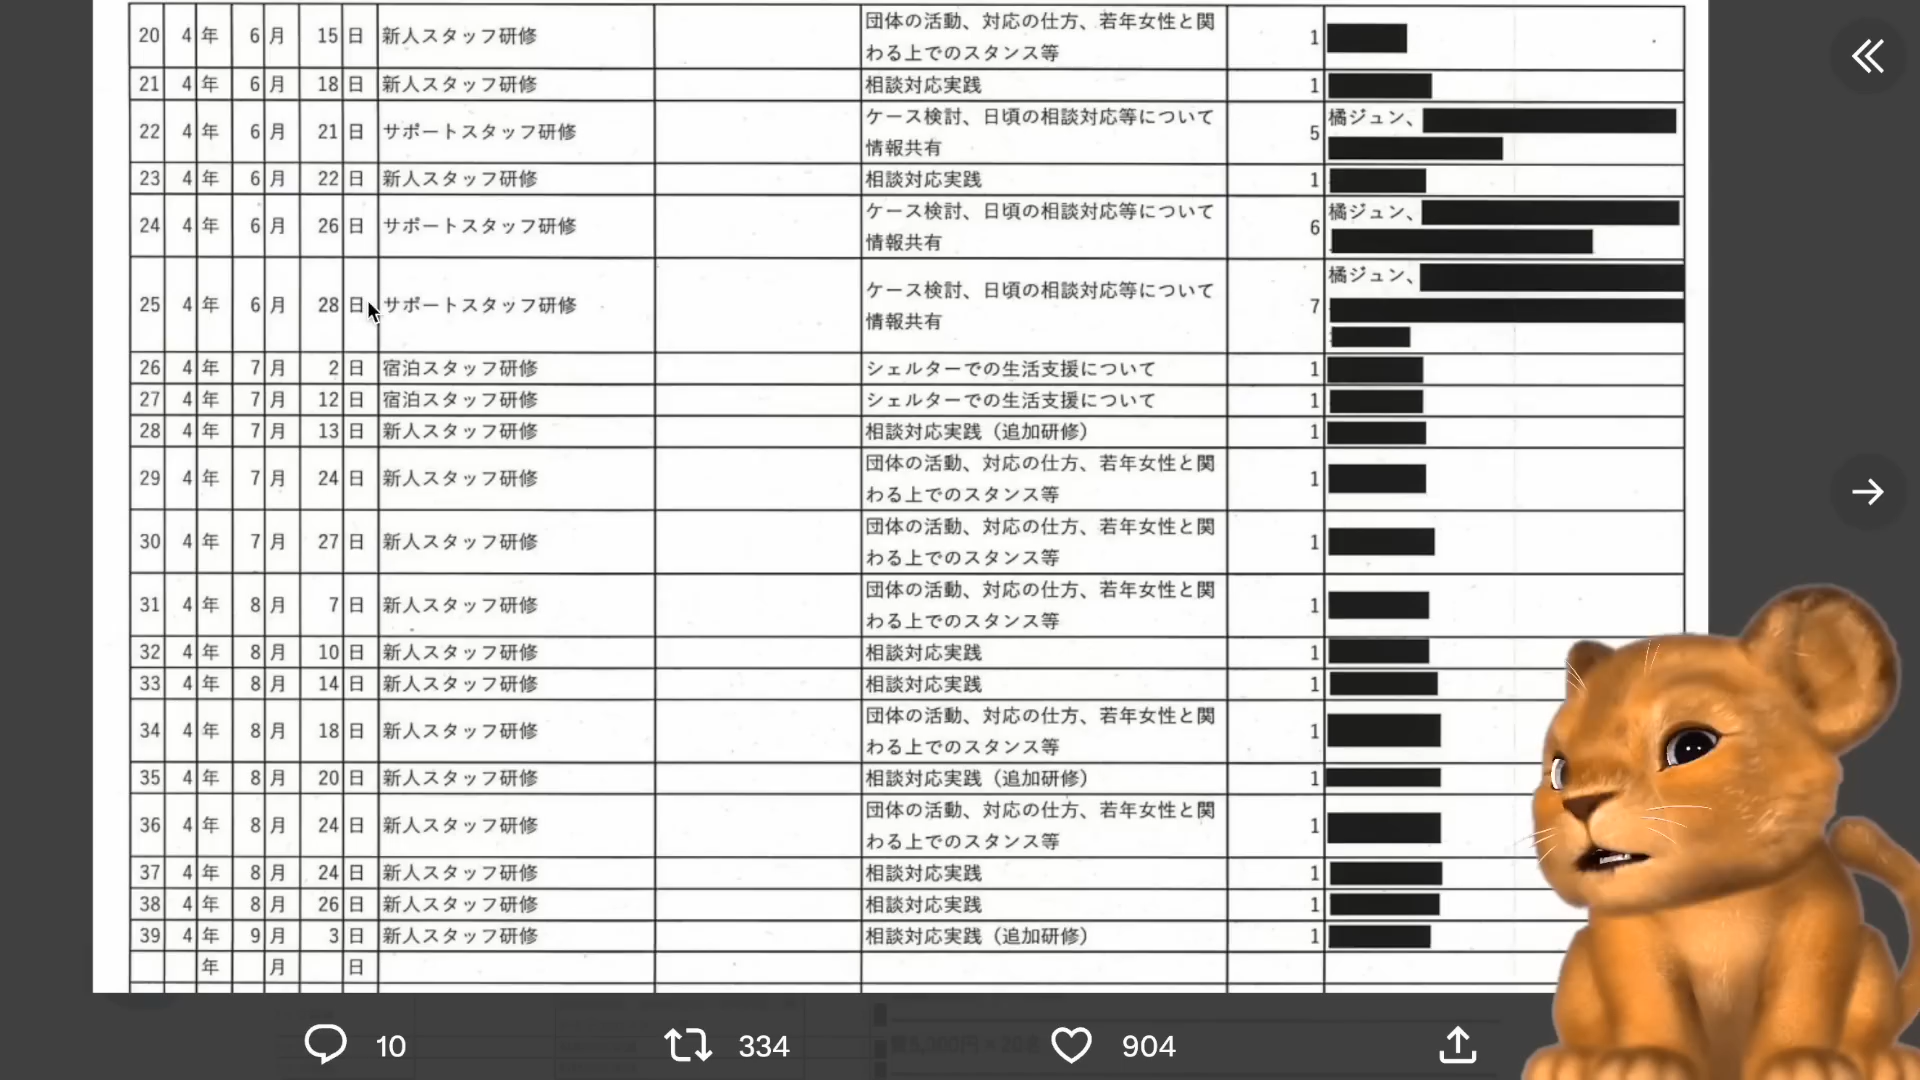 20 4 年 6 月 15 日 新人スタッフ研修 団体の活動、対応の仕方、若年女性と関 1
わる上でのスタンス等
21 4 年 6 月 18 日 新人スタッフ研修 相談対応実践 1
22 4 年 6 月 21 日 サポートスタッフ研修 ケース検討、日頃の相談対応等について 5 橘ジュン、
情報共有
23 4 年 6 月 22 日 新人スタッフ研修 相談対応実践 1
24 4 年 6 月 26 日 サポートスタッフ研修 ケース検討、日頃の相談対応等について 6 橘ジュン、
情報共有
25 4 年 6 月 28 日 サポートスタッフ研修 ケース検討、日頃の相談対応等について 7 橘ジュン、
情報共有
26 4 年 7 月 2 日 宿泊スタッフ研修 シェルターでの生活支援について 1
27 4 年 7 月 12 日 宿泊スタッフ研修 シェルターでの生活支援について 1
28 4 年 7 月 13 日 新人スタッフ研修 相談対応実践（追加研修） 1
29 4 年 7 月 24 日 新人スタッフ研修 団体の活動、対応の仕方、若年女性と関 1
わる上でのスタンス等
30 4 年 7 月 27 日 新人スタッフ研修 団体の活動、対応の仕方、若年女性と関 1
わる上でのスタンス等
31 4 年 8 月 7 日 新人スタッフ研修 団体の活動、対応の仕方、若年女性と関 1
わる上でのスタンス等
32 4 年 8 月 10 日 新人スタッフ研修 相談対応実践 1
33 4 年 8 月 14 日 新人スタッフ研修 相談対応実践 1
34 4 年 8 月 18 日 新人スタッフ研修 団体の活動、対応の仕方、若年女性と関 1
わる上でのスタンス等
35 4 年 8 月 20 日 新人スタッフ研修 相談対応実践（追加研修） 1
36 4 年 8 月 24 日 新人スタッフ研修 団体の活動、対応の仕方、若年女性と関 1
わる上でのスタンス等
37 4 年 8 月 24 日 新人スタッフ研修 相談対応実践 1
38 4 年 8 月 26 日 新人スタッフ研修 相談対応実践 1
39 4 年 9 月 3 日 新人スタッフ研修 相談対応実践（追加研修） 1
年 月 日
10 334 904